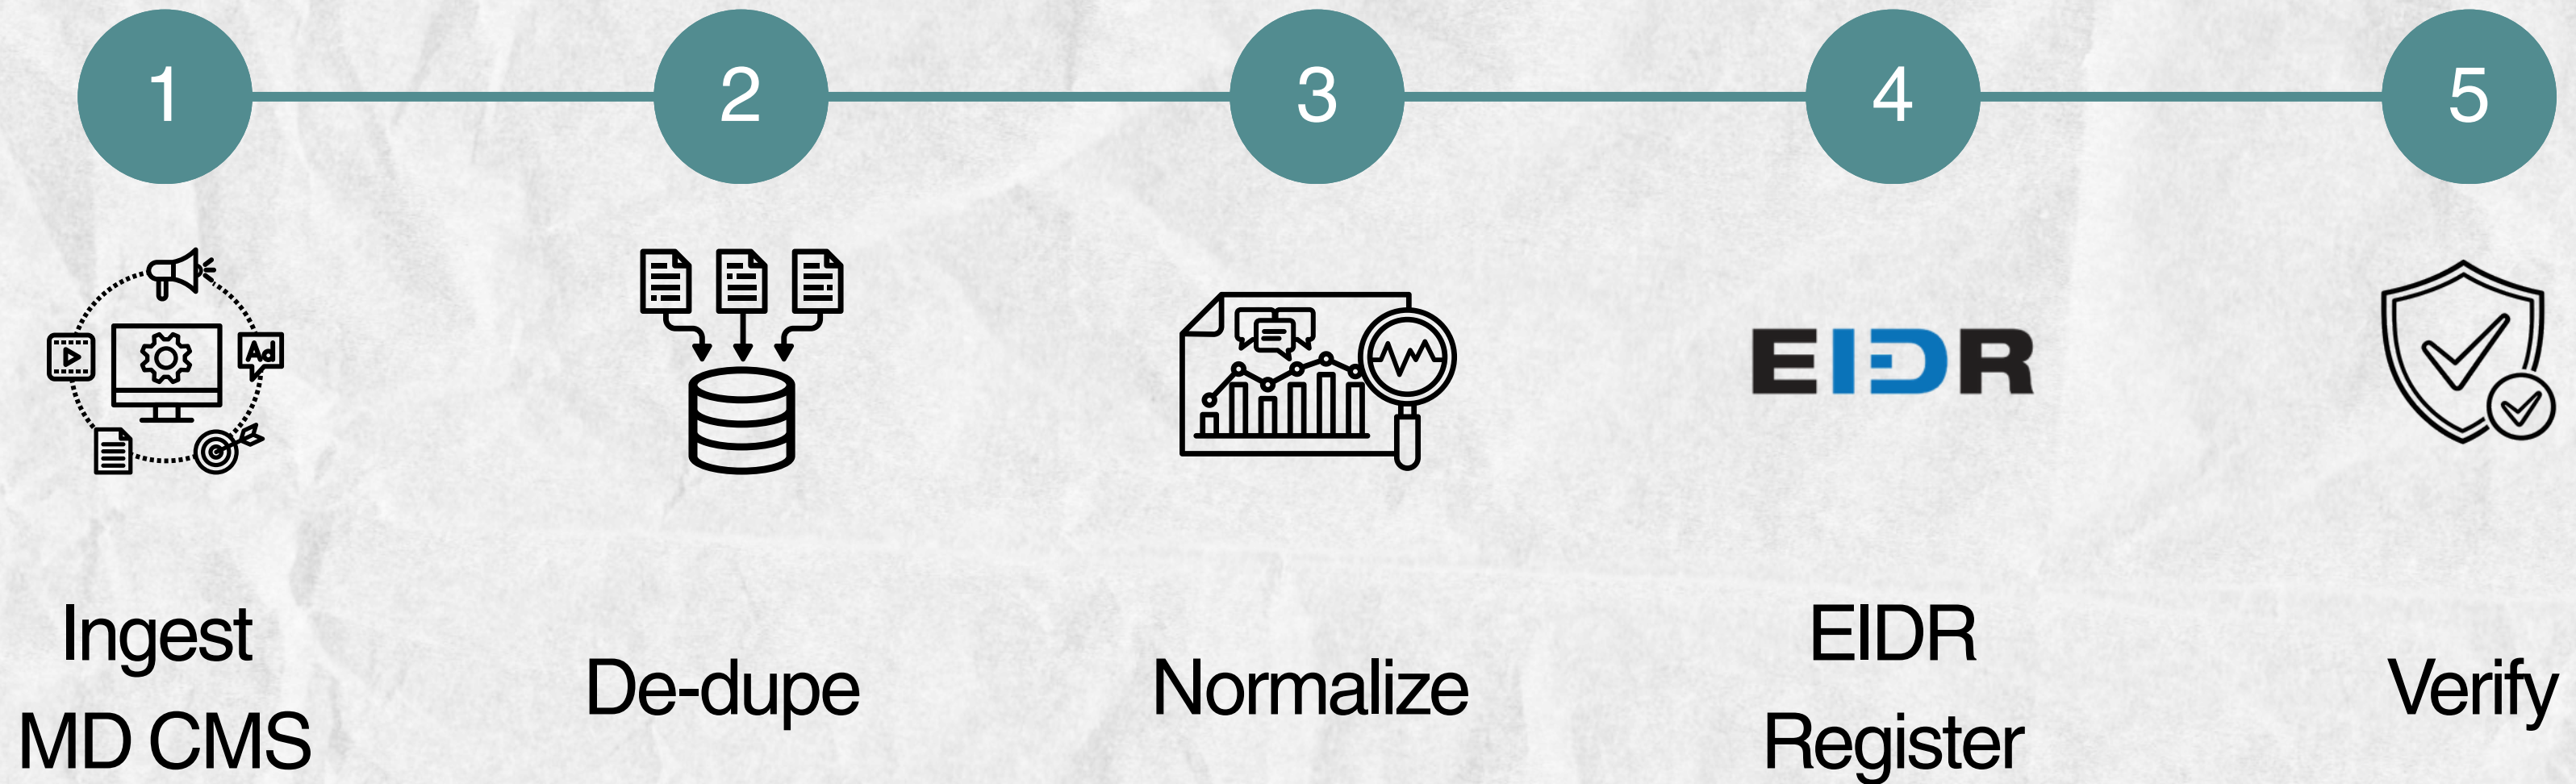 1
2
3
4
5
Ad
EIDR
Ingest
MD CMS
De-dupe
Normalize
EIDR
Register
Verify